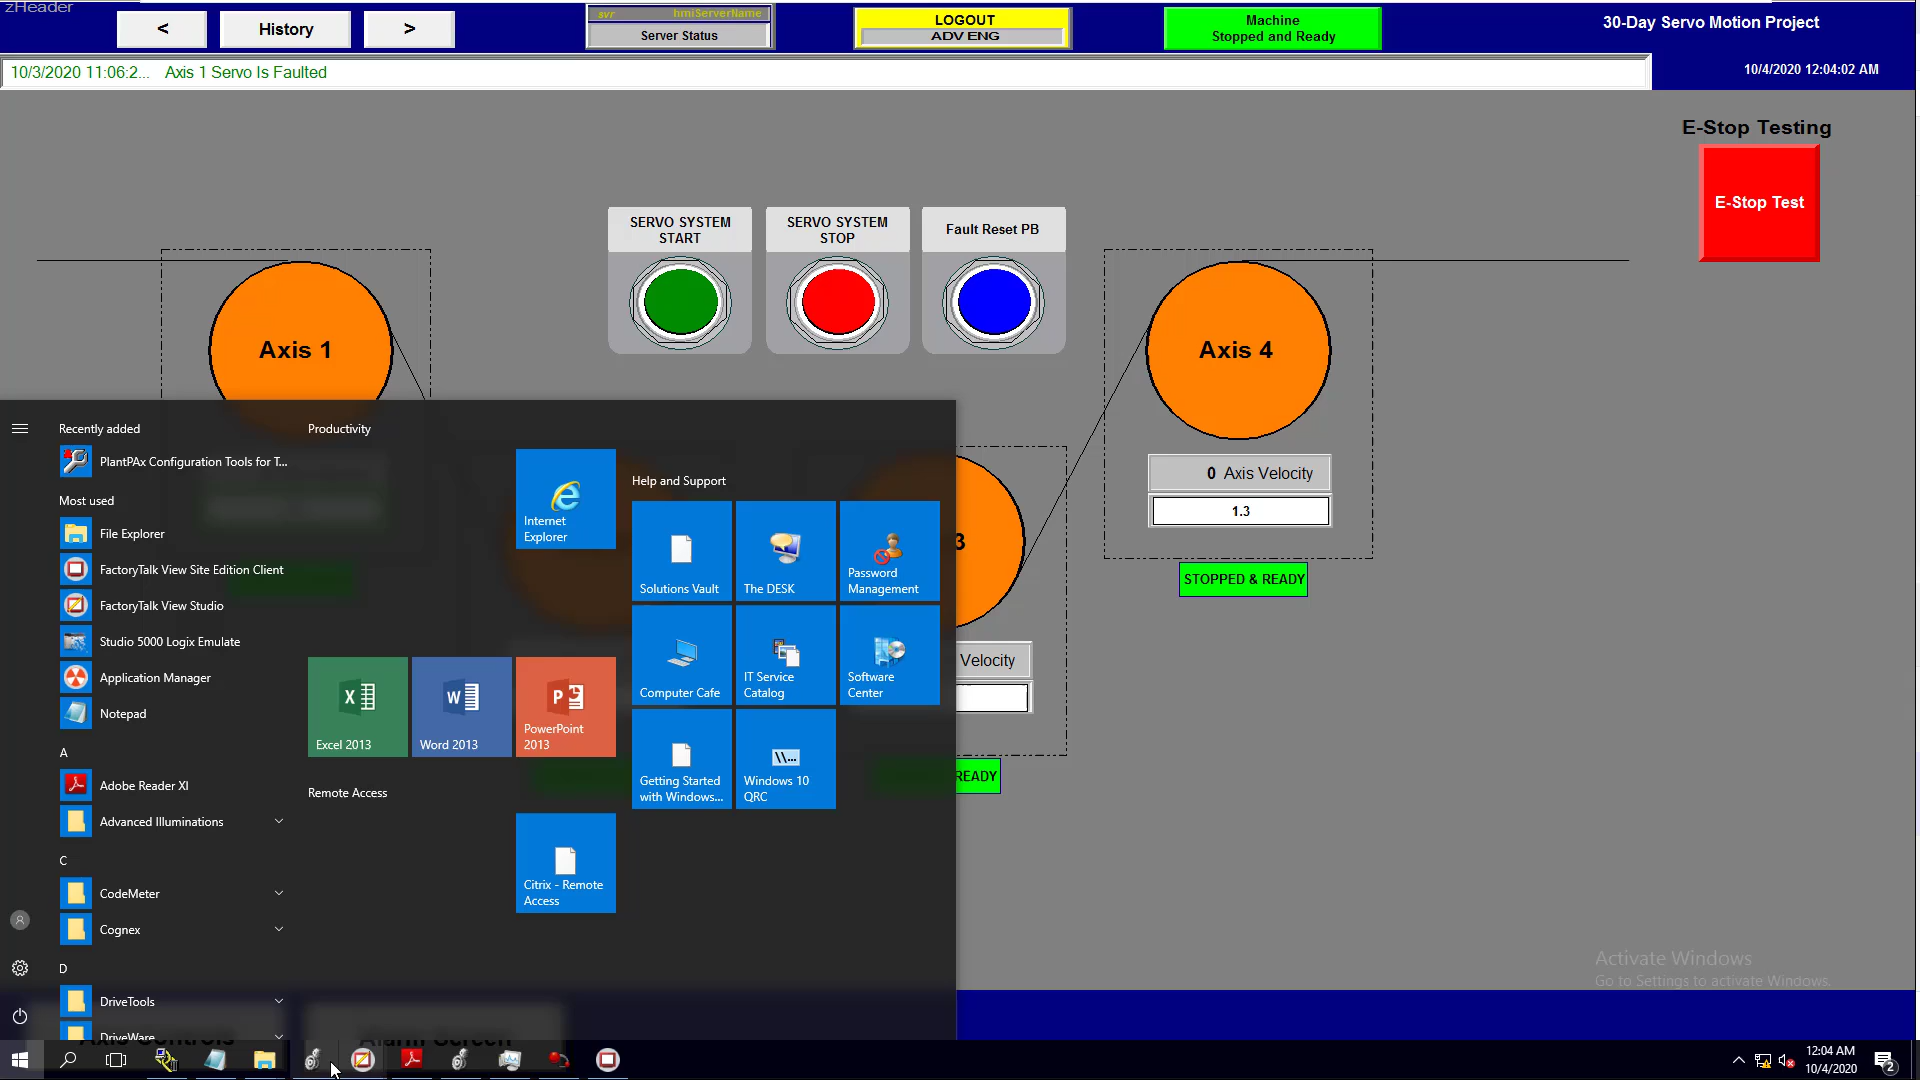 zHeader
<
History
>
svr hmiServerName
Server Status
LOGOUT
ADV ENG
Machine
Stopped and Ready
30-Day Servo Motion Project
10/3/2020 11:06:2... Axis 1 Servo Is Faulted
10/4/2020 12:04:02 AM
E-Stop Testing
E-Stop Test
SERVO SYSTEM
START
SERVO SYSTEM
STOP
Fault Reset PB
Axis 1
Axis 4
0 Axis Velocity
1.3
STOPPED & READY
3
Velocity
READY
Recently added
PlantPAx Configuration Tools for T...
Most used
File Explorer
FactoryTalk View Site Edition Client
FactoryTalk View Studio
Studio 5000 Logix Emulate
Application Manager
Notepad
A
Adobe Reader XI
Advanced Illuminations
C
CodeMeter
Cognex
D
DriveTools
DriveWare
Productivity
Internet
Explorer
Excel 2013
Word 2013
PowerPoint
2013
Remote Access
Citrix - Remote
Access
Help and Support
Solutions Vault
The DESK
Password
Management
Computer Cafe
IT Service
Catalog
Software
Center
Getting Started
with Windows...
Windows 10
QRC
Activate Windows
Go to Settings to activate Windows.
Alarm Screen
12:04 AM
10/4/2020
2